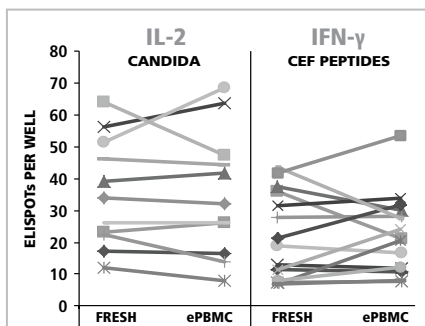 IL-2
CANDIDA
IFN-γ
CEF PEPTIDES
ELISPOTs PER WELL
80
70
60
50
40
30
20
10
0
FRESH
ePBMC
FRESH
ePBMC